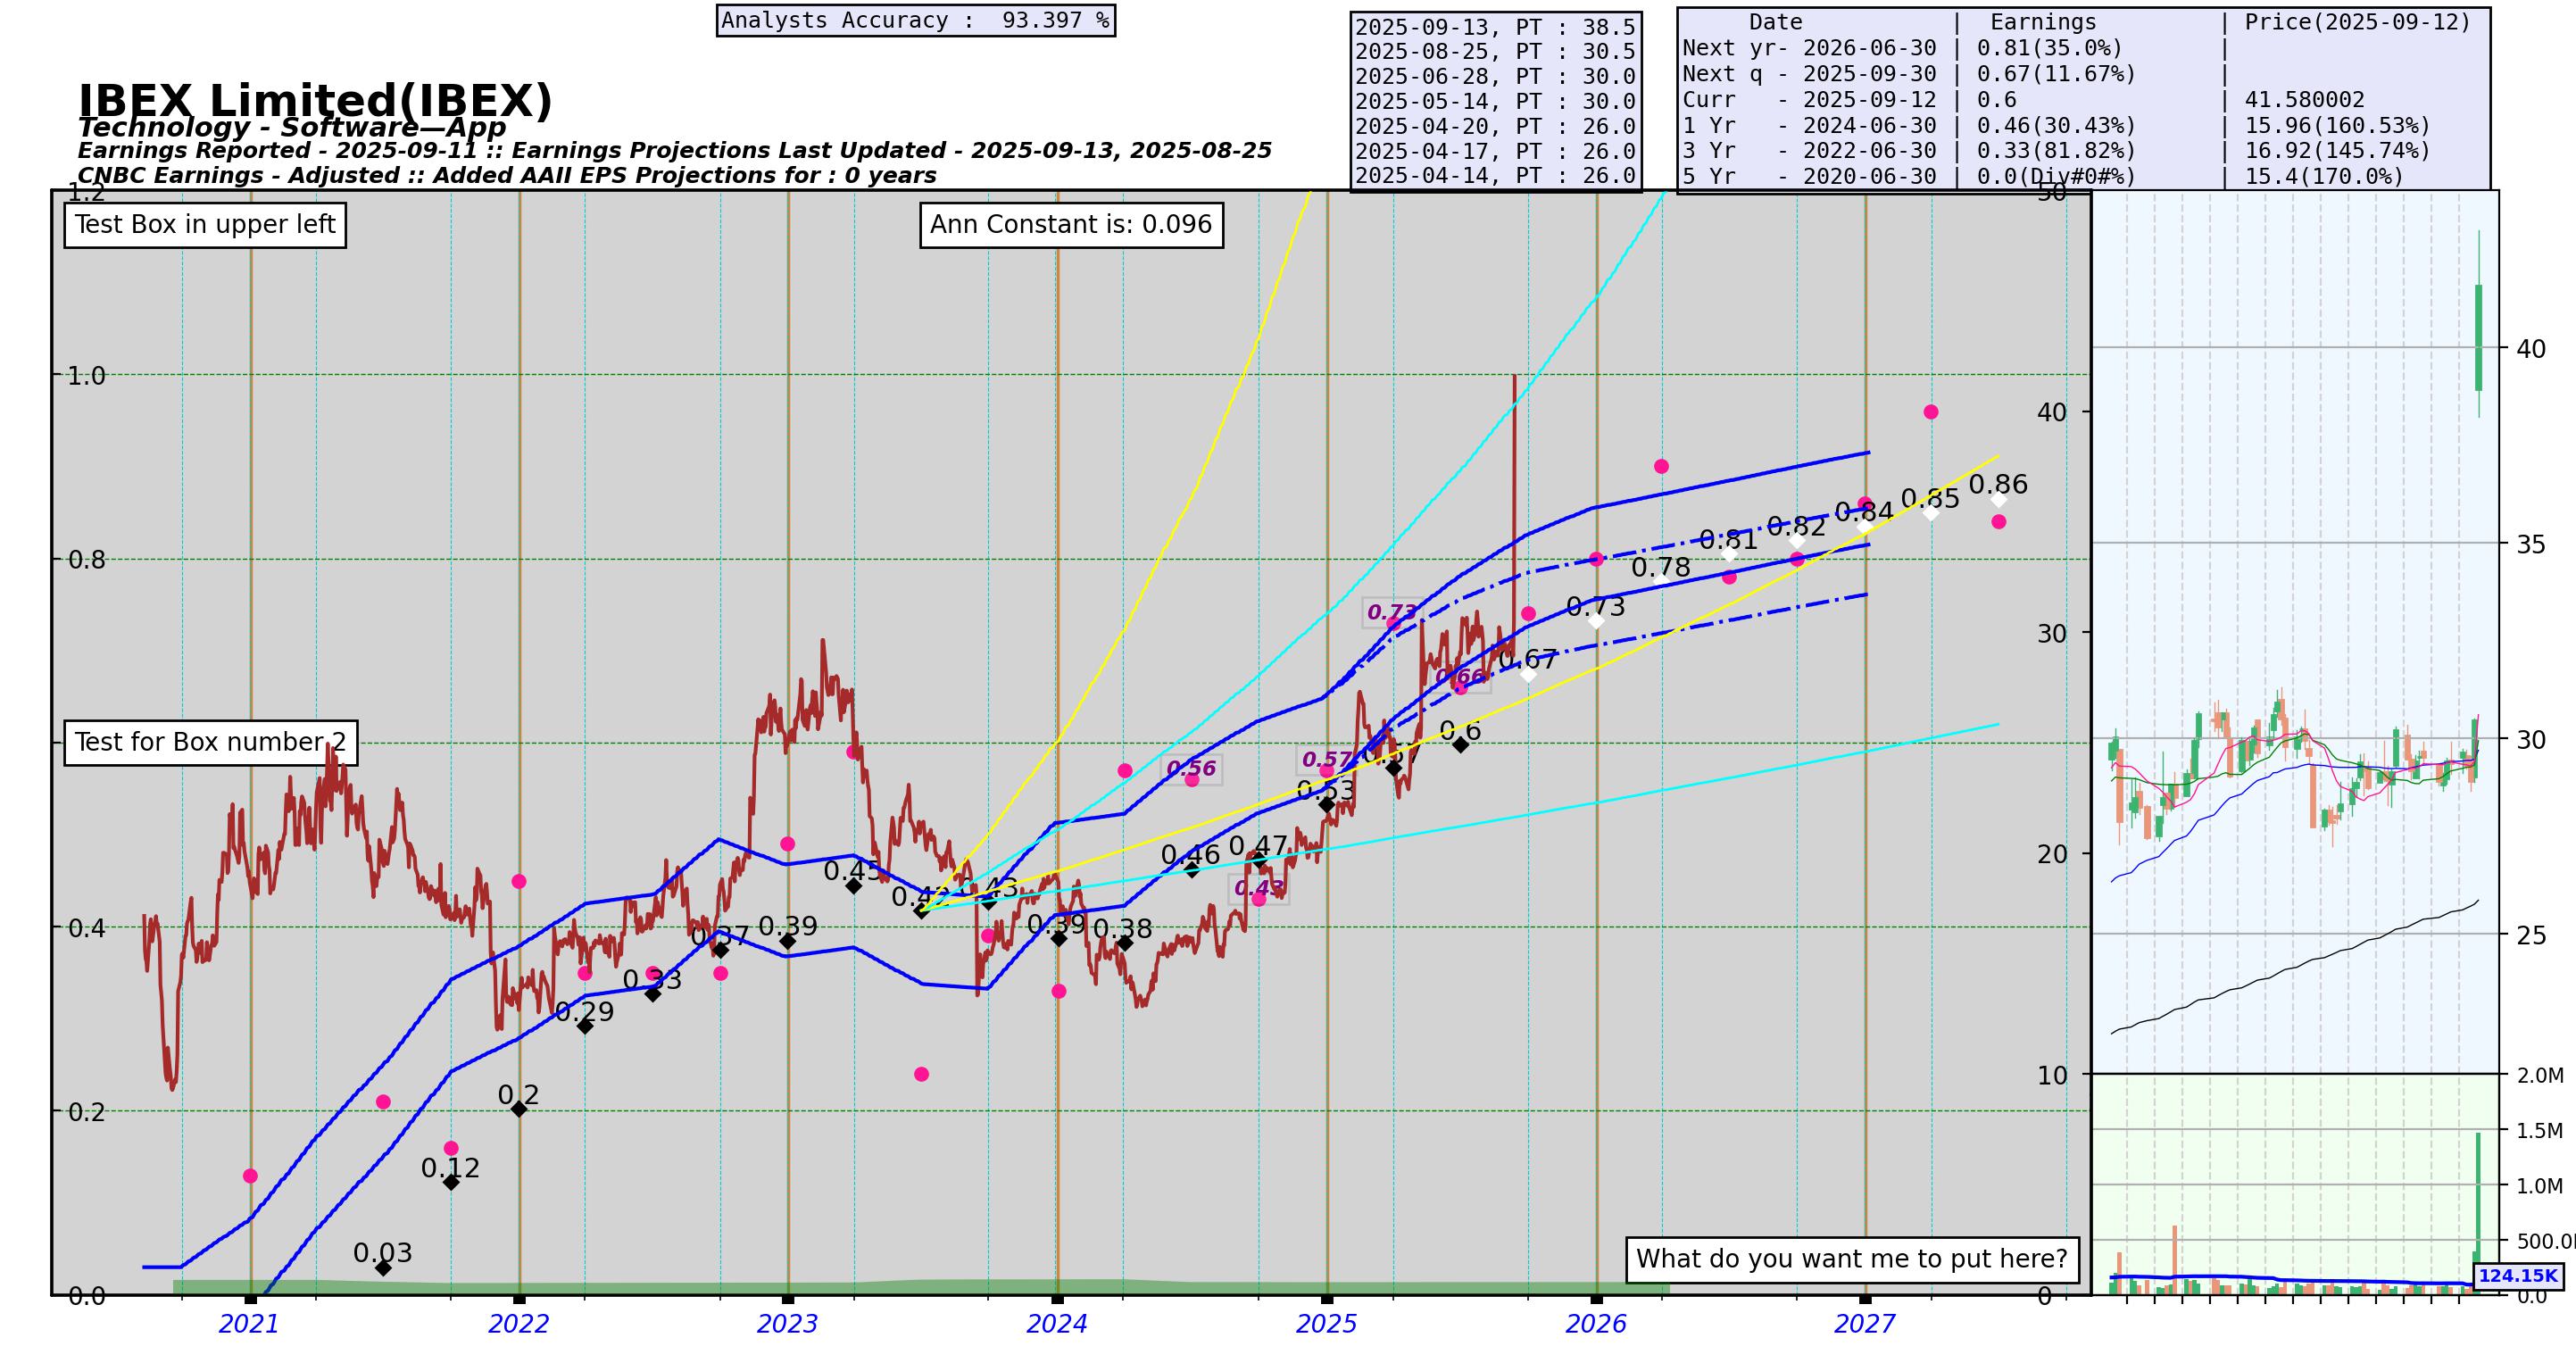 Analysts Accuracy :  93.397 %
2025-09-13, PT : 38.5
2025-08-25, PT : 30.5
2025-06-28, PT : 30.0
2025-05-14, PT : 30.0
2025-04-20, PT : 26.0
2025-04-17, PT : 26.0
2025-04-14, PT : 26.0
Date | Earnings | Price(2025-09-12)
Next yr- 2026-06-30 | 0.81(35.0%) |
Next q - 2025-09-30 | 0.67(11.67%) |
Curr - 2025-09-12 | 0.6 | 41.580002
1 Yr - 2024-06-30 | 0.46(30.43%) | 15.96(160.53%)
3 Yr - 2022-06-30 | 0.33(81.82%) | 16.92(145.74%)
5 Yr - 2020-06-30 | 0.0(Div#0#%) | 15.4(170.0%)
IBEX Limited(IBEX)
Technology - Software—App
Earnings Reported - 2025-09-11 :: Earnings Projections Last Updated - 2025-09-13, 2025-08-25
CNBC Earnings - Adjusted :: Added AAII EPS Projections for : 0 years
Test Box in upper left
Ann Constant is: 0.096
Test for Box number 2
What do you want me to put here?
1.2
1.0
0.8
0.4
0.2
0.0
0.03
0.12
0.2
0.29
0.33
0.37
0.39
0.45
0.43
0.39
0.38
0.46
0.47
0.53
0.6
0.67
0.73
0.78
0.81
0.82
0.84
0.85
0.86
0.56
0.43
0.57
0.73
0.66
50
40
30
20
10
0
40
35
30
25
2.0M
1.5M
1.0M
124.15K
0.0
2021
2022
2023
2024
2025
2026
2027